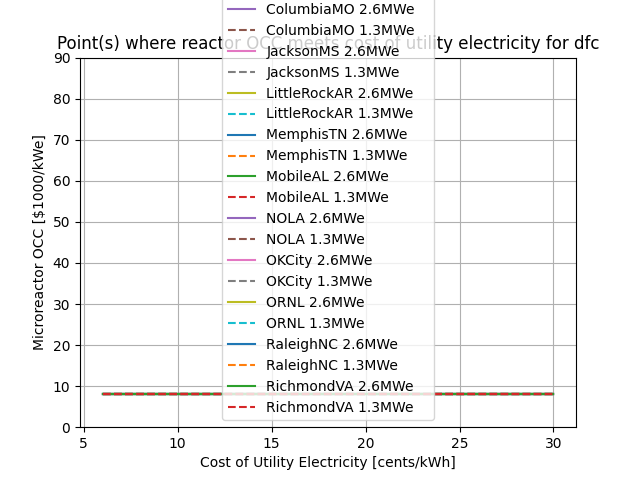 ColumbiaMO 2.6MWe
ColumbiaMO 1.3MWe
Point(s) where reactor OCC meets cost of utility electricity for dfc
JacksonMS 2.6MWe
JacksonMS 1.3MWe
LittleRockAR 2.6MWe
LittleRockAR 1.3MWe
MemphisTN 2.6MWe
MemphisTN 1.3MWe
MobileAL 2.6MWe
MobileAL 1.3MWe
NOLA 2.6MWe
NOLA 1.3MWe
OKCity 2.6MWe
OKCity 1.3MWe
ORNL 2.6MWe
ORNL 1.3MWe
RaleighNC 2.6MWe
RaleighNC 1.3MWe
RichmondVA 2.6MWe
RichmondVA 1.3MWe
90
80
70
60
50
40
30
20
10
0
Microreactor OCC [$1000/kWe]
5 10 15 20 25 30
Cost of Utility Electricity [cents/kWh]